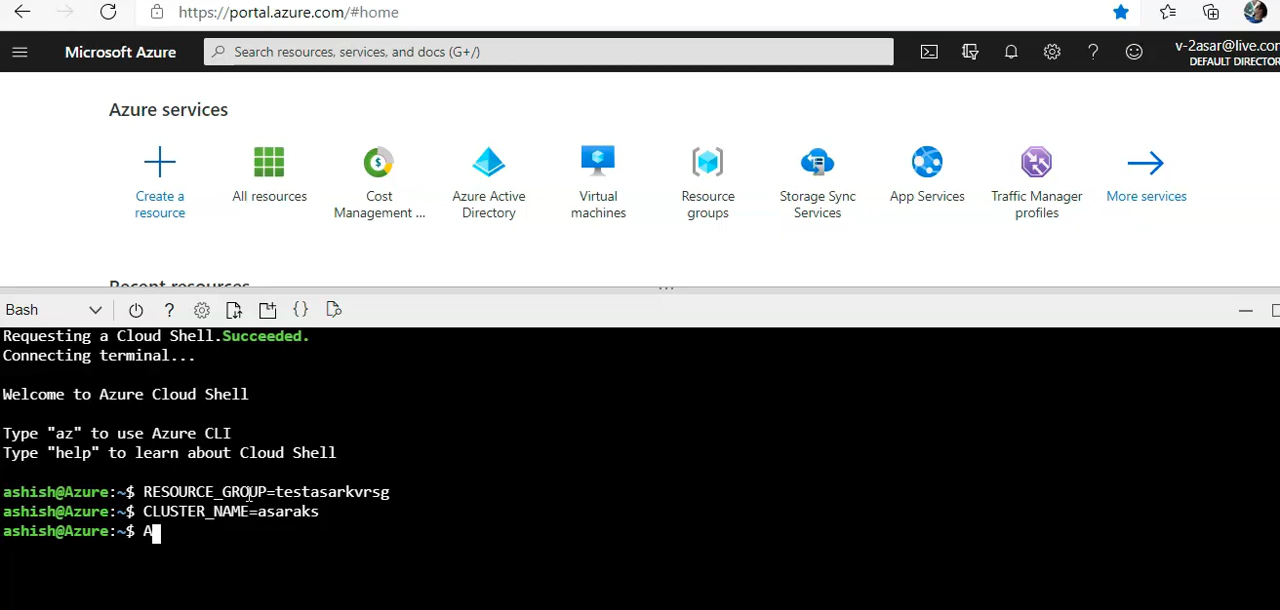 https://portal.azure.com/#home
Microsoft Azure
Search resources, services, and docs (G+/)
v-2asar@live.com
DEFAULT DIRECTOR
Azure services
Create a resource
All resources
Cost Management ...
Azure Active Directory
Virtual machines
Resource groups
Storage Sync Services
App Services
Traffic Manager profiles
More services
Recent resources
Bash
Requesting a Cloud Shell.Succeeded.
Connecting terminal...
Welcome to Azure Cloud Shell
Type "az" to use Azure CLI
Type "help" to learn about Cloud Shell
ashish@Azure:~$ RESOURCE_GROUP=testasarkvrsg
ashish@Azure:~$ CLUSTER_NAME=asaraks
ashish@Azure:~$ A